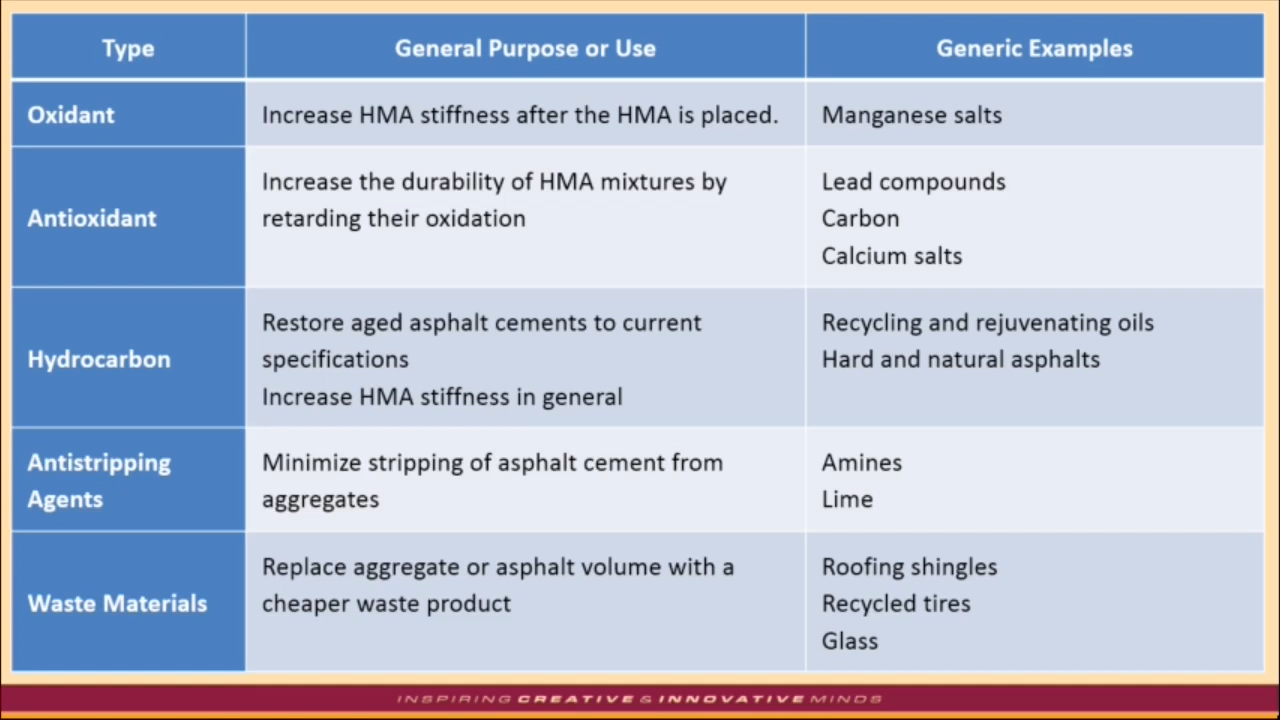 Type General Purpose or Use Generic Examples
Oxidant Increase HMA stiffness after the HMA is placed. Manganese salts
Antioxidant
Increase the durability of HMA mixtures by
retarding their oxidation
Lead compounds
Carbon
Calcium salts
Hydrocarbon
Restore aged asphalt cements to current
specifications
Increase HMA stiffness in general
Recycling and rejuvenating oils
Hard and natural asphalts
Antistripping
Agents
Minimize stripping of asphalt cement from
aggregates
Amines
Lime
Waste Materials
Replace aggregate or asphalt volume with a
cheaper waste product
Roofing shingles
Recycled tires
Glass
INSPIRING CREATIVE & INNOVATIVE MINDS